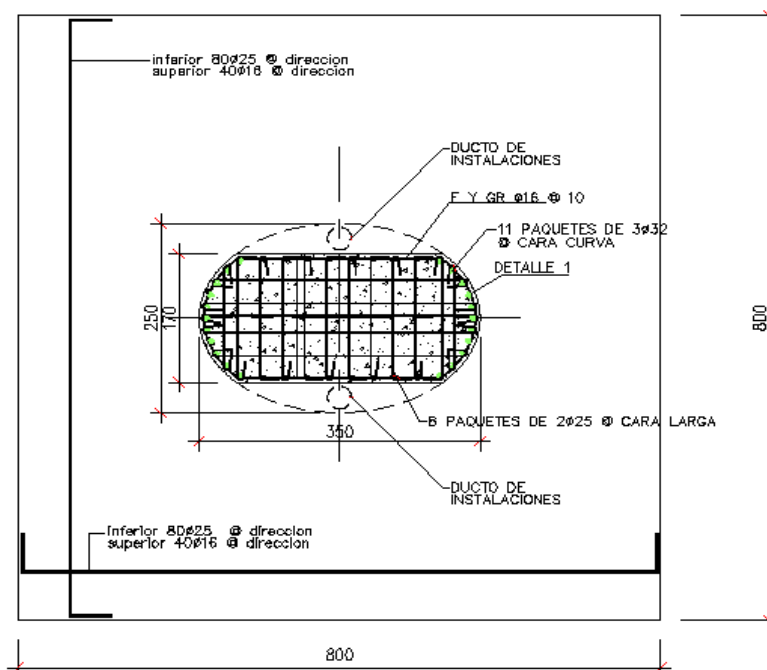 inferior 80ø25 @ direccion
superior 40ø16 @ direccion
DUCTO DE
INSTALACIONES
E Y GR ø16 @ 10
11 PAQUETES DE 3ø32
@ CARA CURVA
DETALLE 1
250
170
800
6 PAQUETES DE 2ø25 @ CARA LARGA
350
DUCTO DE
INSTALACIONES
inferior 80ø25 @ direccion
superior 40ø16 @ direccion
800